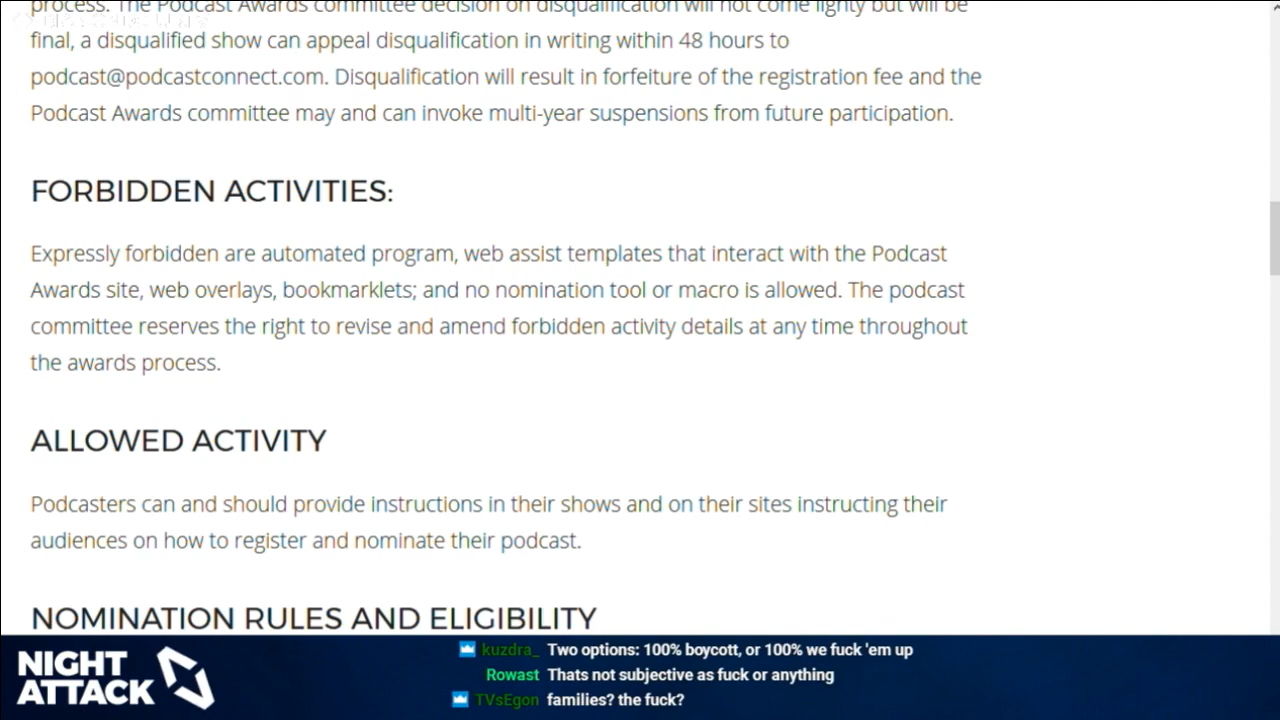 process. The Podcast Awards committee decision on disqualification will not come lightly but will be
final, a disqualified show can appeal disqualification in writing within 48 hours to
podcast@podcastconnect.com. Disqualification will result in forfeiture of the registration fee and the
Podcast Awards committee may and can invoke multi-year suspensions from future participation.
FORBIDDEN ACTIVITIES:
Expressly forbidden are automated program, web assist templates that interact with the Podcast
Awards site, web overlays, bookmarklets; and no nomination tool or macro is allowed. The podcast
committee reserves the right to revise and amend forbidden activity details at any time throughout
the awards process.
ALLOWED ACTIVITY
Podcasters can and should provide instructions in their shows and on their sites instructing their
audiences on how to register and nominate their podcast.
NOMINATION RULES AND ELIGIBILITY
NIGHT
ATTACK
kuzdra_ Two options: 100% boycott, or 100% we fuck 'em up
Rowast Thats not subjective as fuck or anything
TVsEgon families? the fuck?